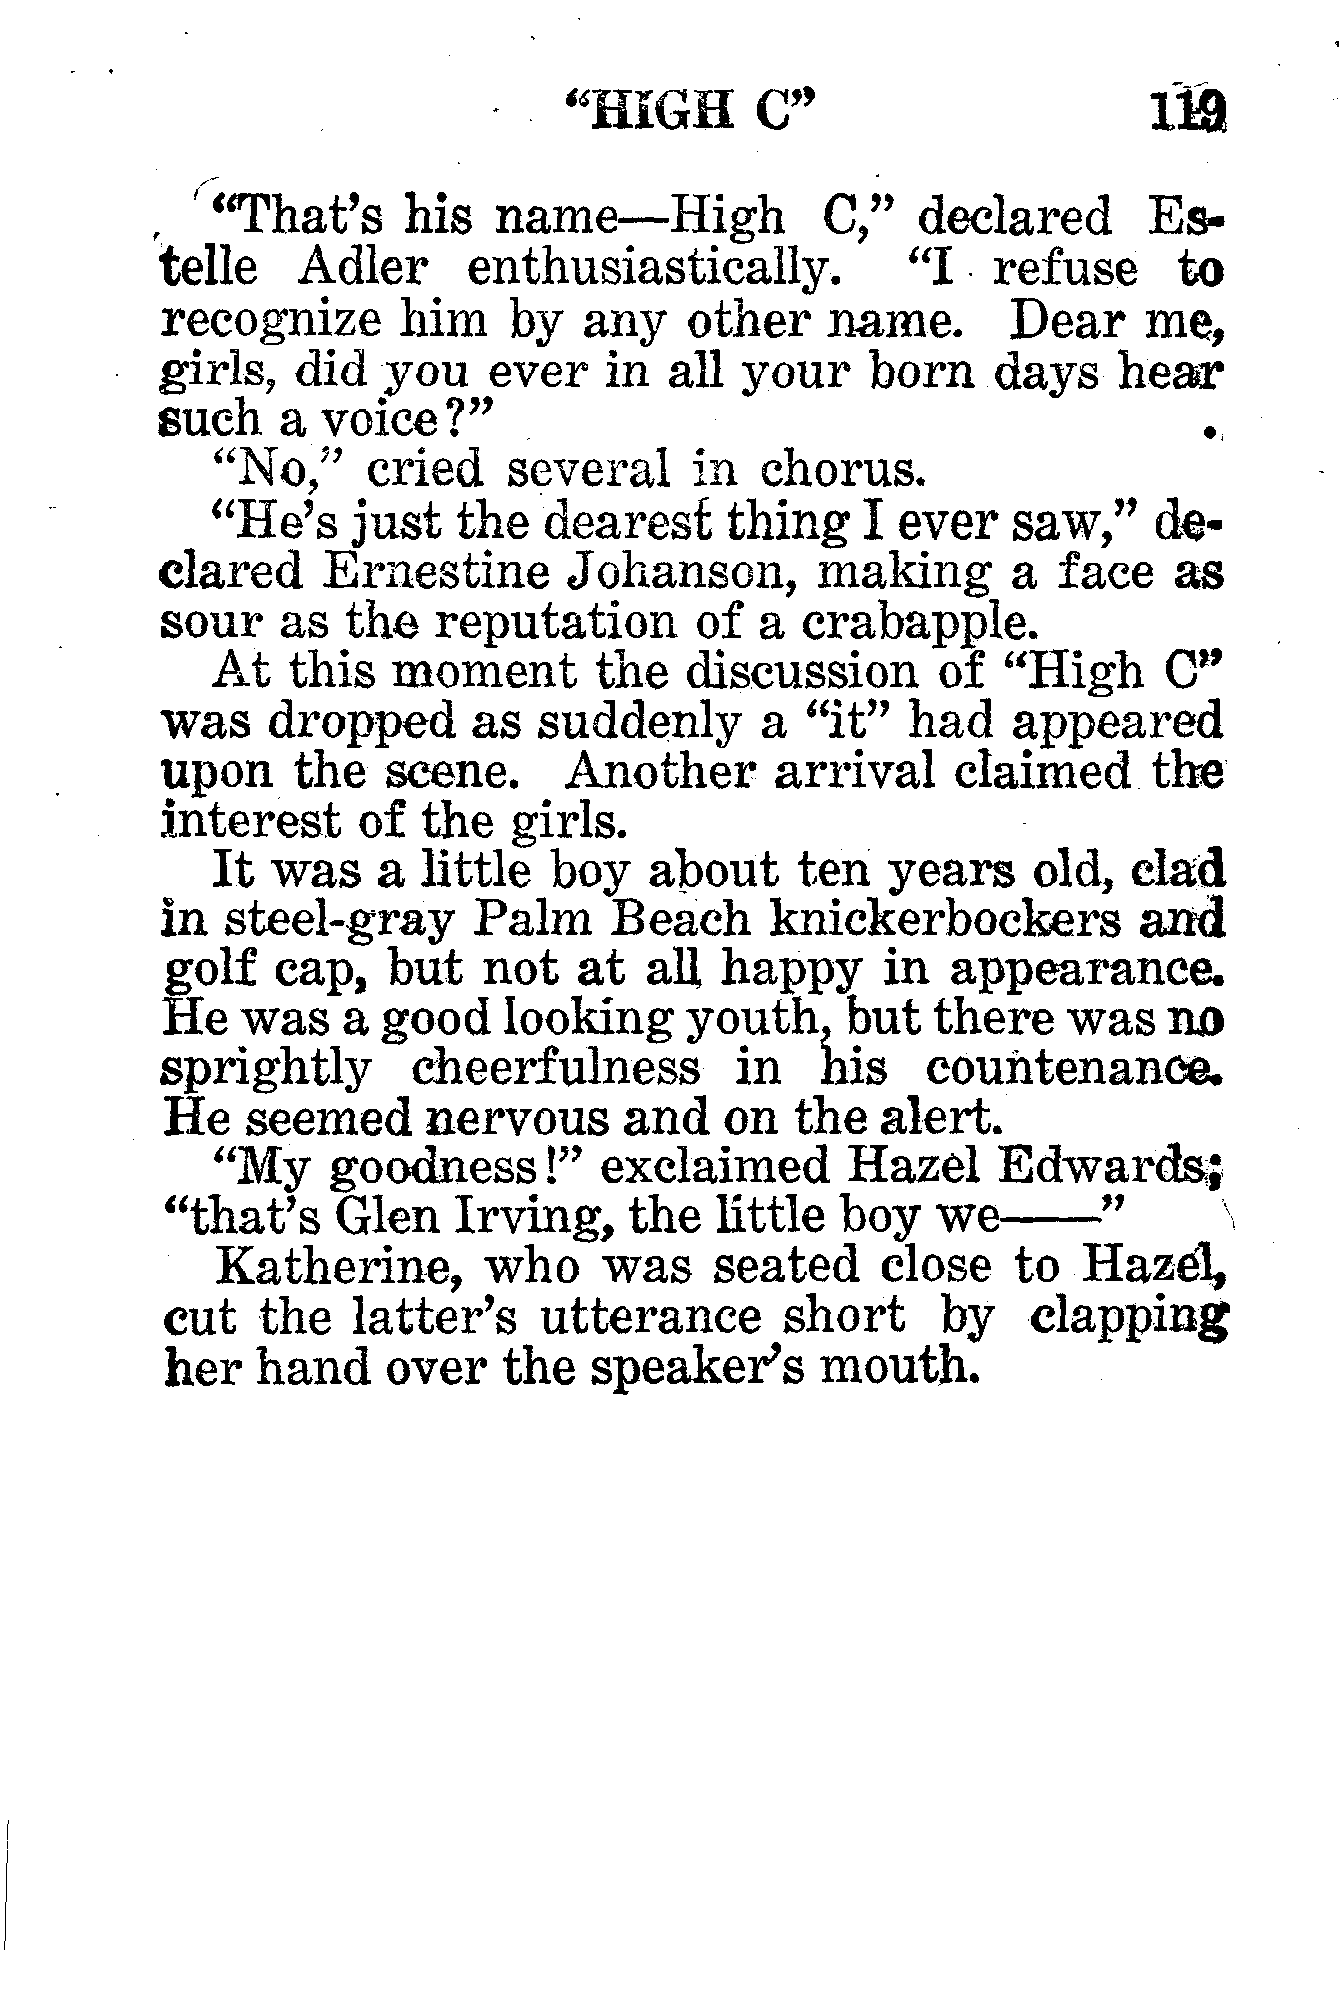 "HIGH C" 119
"That's his name—High C," declared Es-
telle Adler enthusiastically. "I refuse to
recognize him by any other name. Dear me,
girls, did you ever in all your born days hear
such a voice?"
"No," cried several in chorus.
"He's just the dearest thing I ever saw," de-
clared Ernestine Johanson, making a face as
sour as the reputation of a crabapple.
At this moment the discussion of "High C"
was dropped as suddenly a "it" had appeared
upon the scene. Another arrival claimed the
interest of the girls.
It was a little boy about ten years old, clad
in steel-gray Palm Beach knickerbockers and
golf cap, but not at all happy in appearance.
He was a good looking youth, but there was no
sprightly cheerfulness in his countenance.
He seemed nervous and on the alert.
"My goodness!" exclaimed Hazel Edwards;
"that's Glen Irving, the little boy we——"
Katherine, who was seated close to Hazel,
cut the latter's utterance short by clapping
her hand over the speaker's mouth.